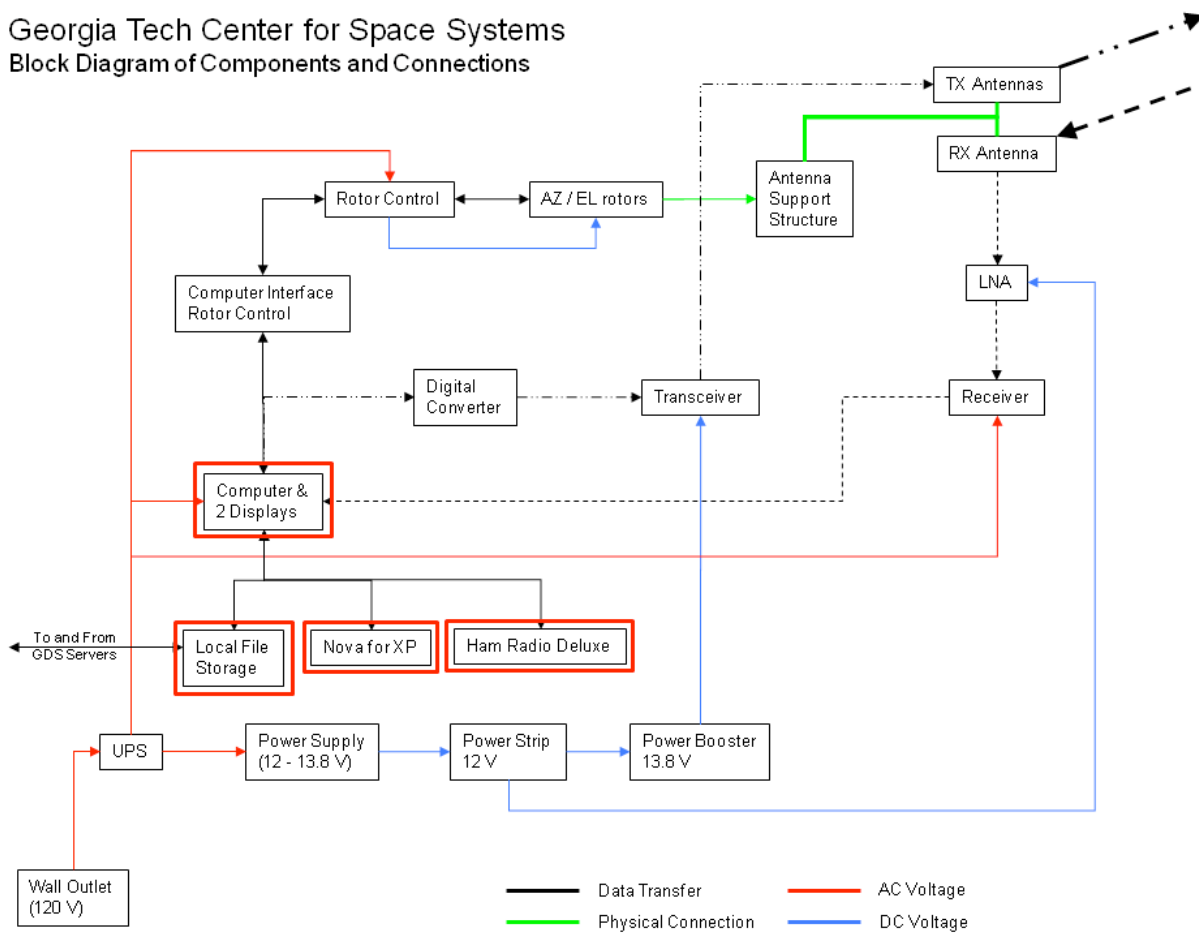 Georgia Tech Center for Space Systems
Block Diagram of Components and Connections
TX Antennas
RX Antenna
Rotor Control
AZ / EL rotors
Antenna
Support
Structure
Computer Interface
Rotor Control
LNA
Digital
Converter
Transceiver
Receiver
Computer &
2 Displays
To and From
GDS Servers
Local File
Storage
Nova for XP
Ham Radio Deluxe
UPS
Power Supply
(12 - 13.8 V)
Power Strip
12 V
Power Booster
13.8 V
Wall Outlet
(120 V)
Data Transfer
AC Voltage
Physical Connection
DC Voltage